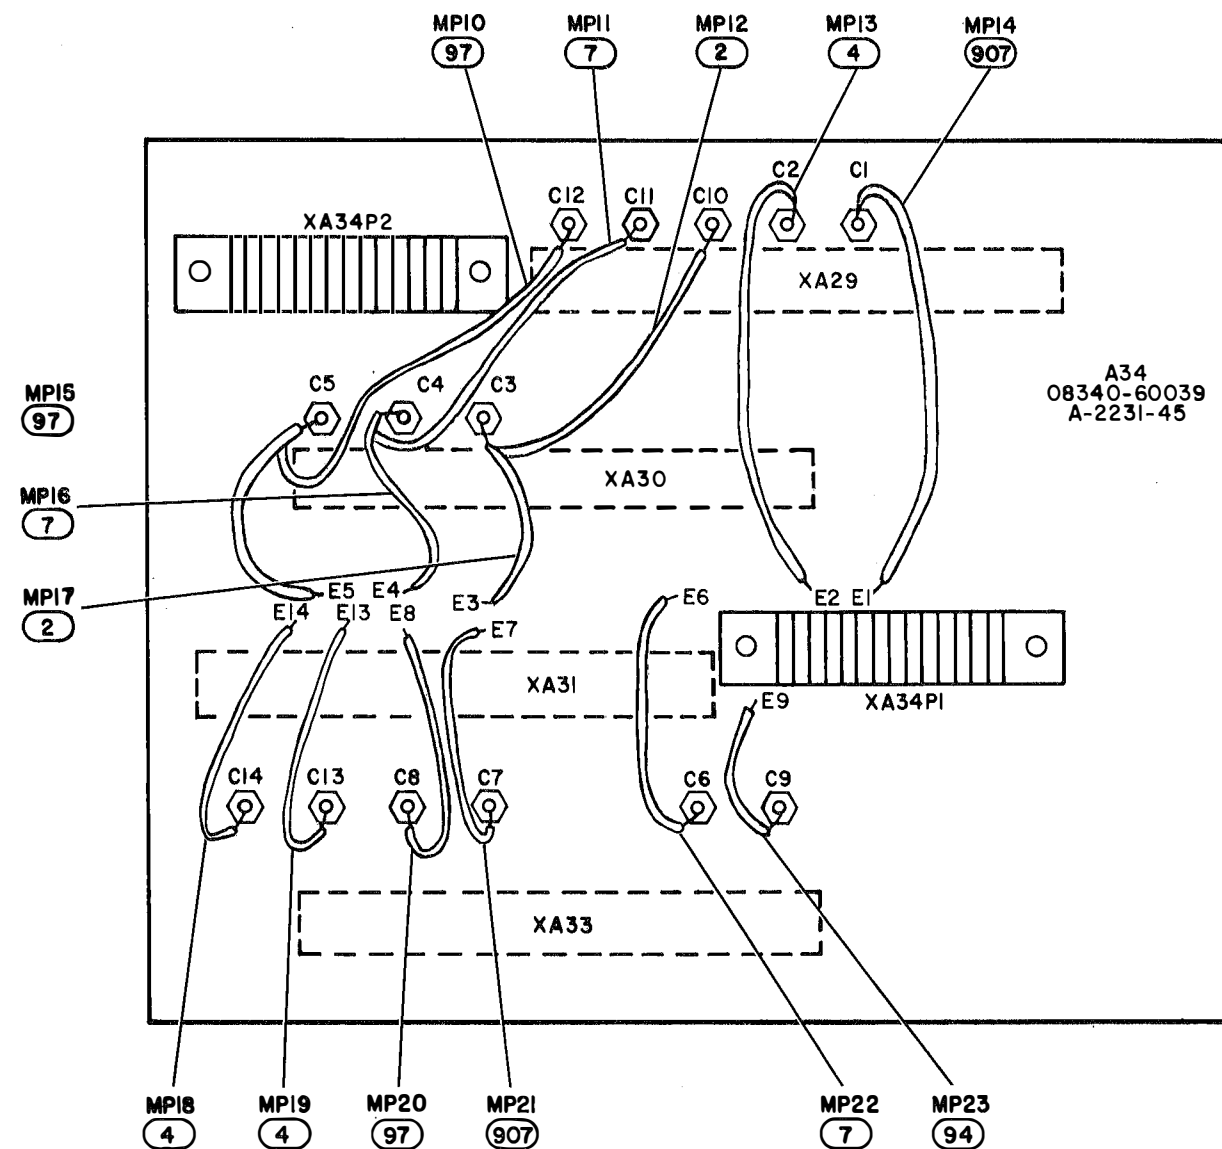 MP10 MP11 MP12 MP13 MP14
97 7 2 4 907
C2 C1
C12 C11 C10
XA34P2
XA29
C5 C4 C3
A34
08340-60039
A-2231-45
MP15
97
XA30
MP16
7
MP17
2
E5 E4 E3 E6 E2 E1
E14 E13 E8 E7
XA31
E9 XA34P1
C14 C13 C8 C7 C6 C9
XA33
MP18 MP19 MP20 MP21 MP22 MP23
4 4 97 907 7 94